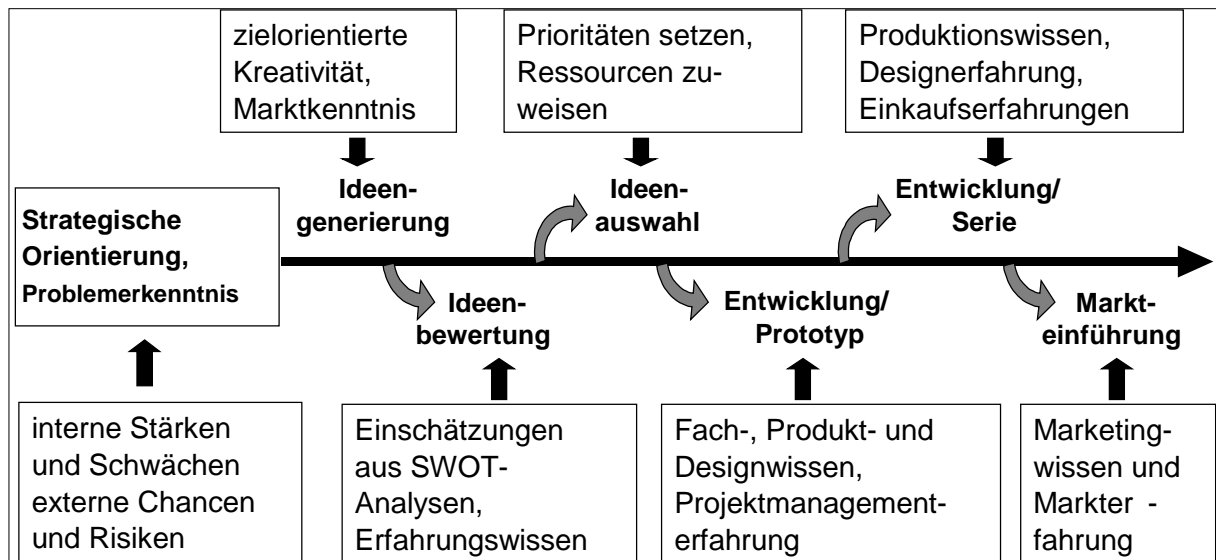 zielorientierte
Kreativität,
Marktkenntnis
Prioritäten setzen,
Ressourcen zu-
weisen
Produktionswissen,
Designerfahrung,
Einkaufserfahrungen
Strategische
Orientierung,
Problemerkenntnis
Ideen-
generierung
Ideen-
auswahl
Entwicklung/
Serie
Ideen-
bewertung
Entwicklung/
Prototyp
Markt-
einführung
interne Stärken
und Schwächen
externe Chancen
und Risiken
Einschätzungen
aus SWOT-
Analysen,
Erfahrungswissen
Fach-, Produkt- und
Designwissen,
Projektmanagement-
erfahrung
Marketing-
wissen und
Markter -
fahrung